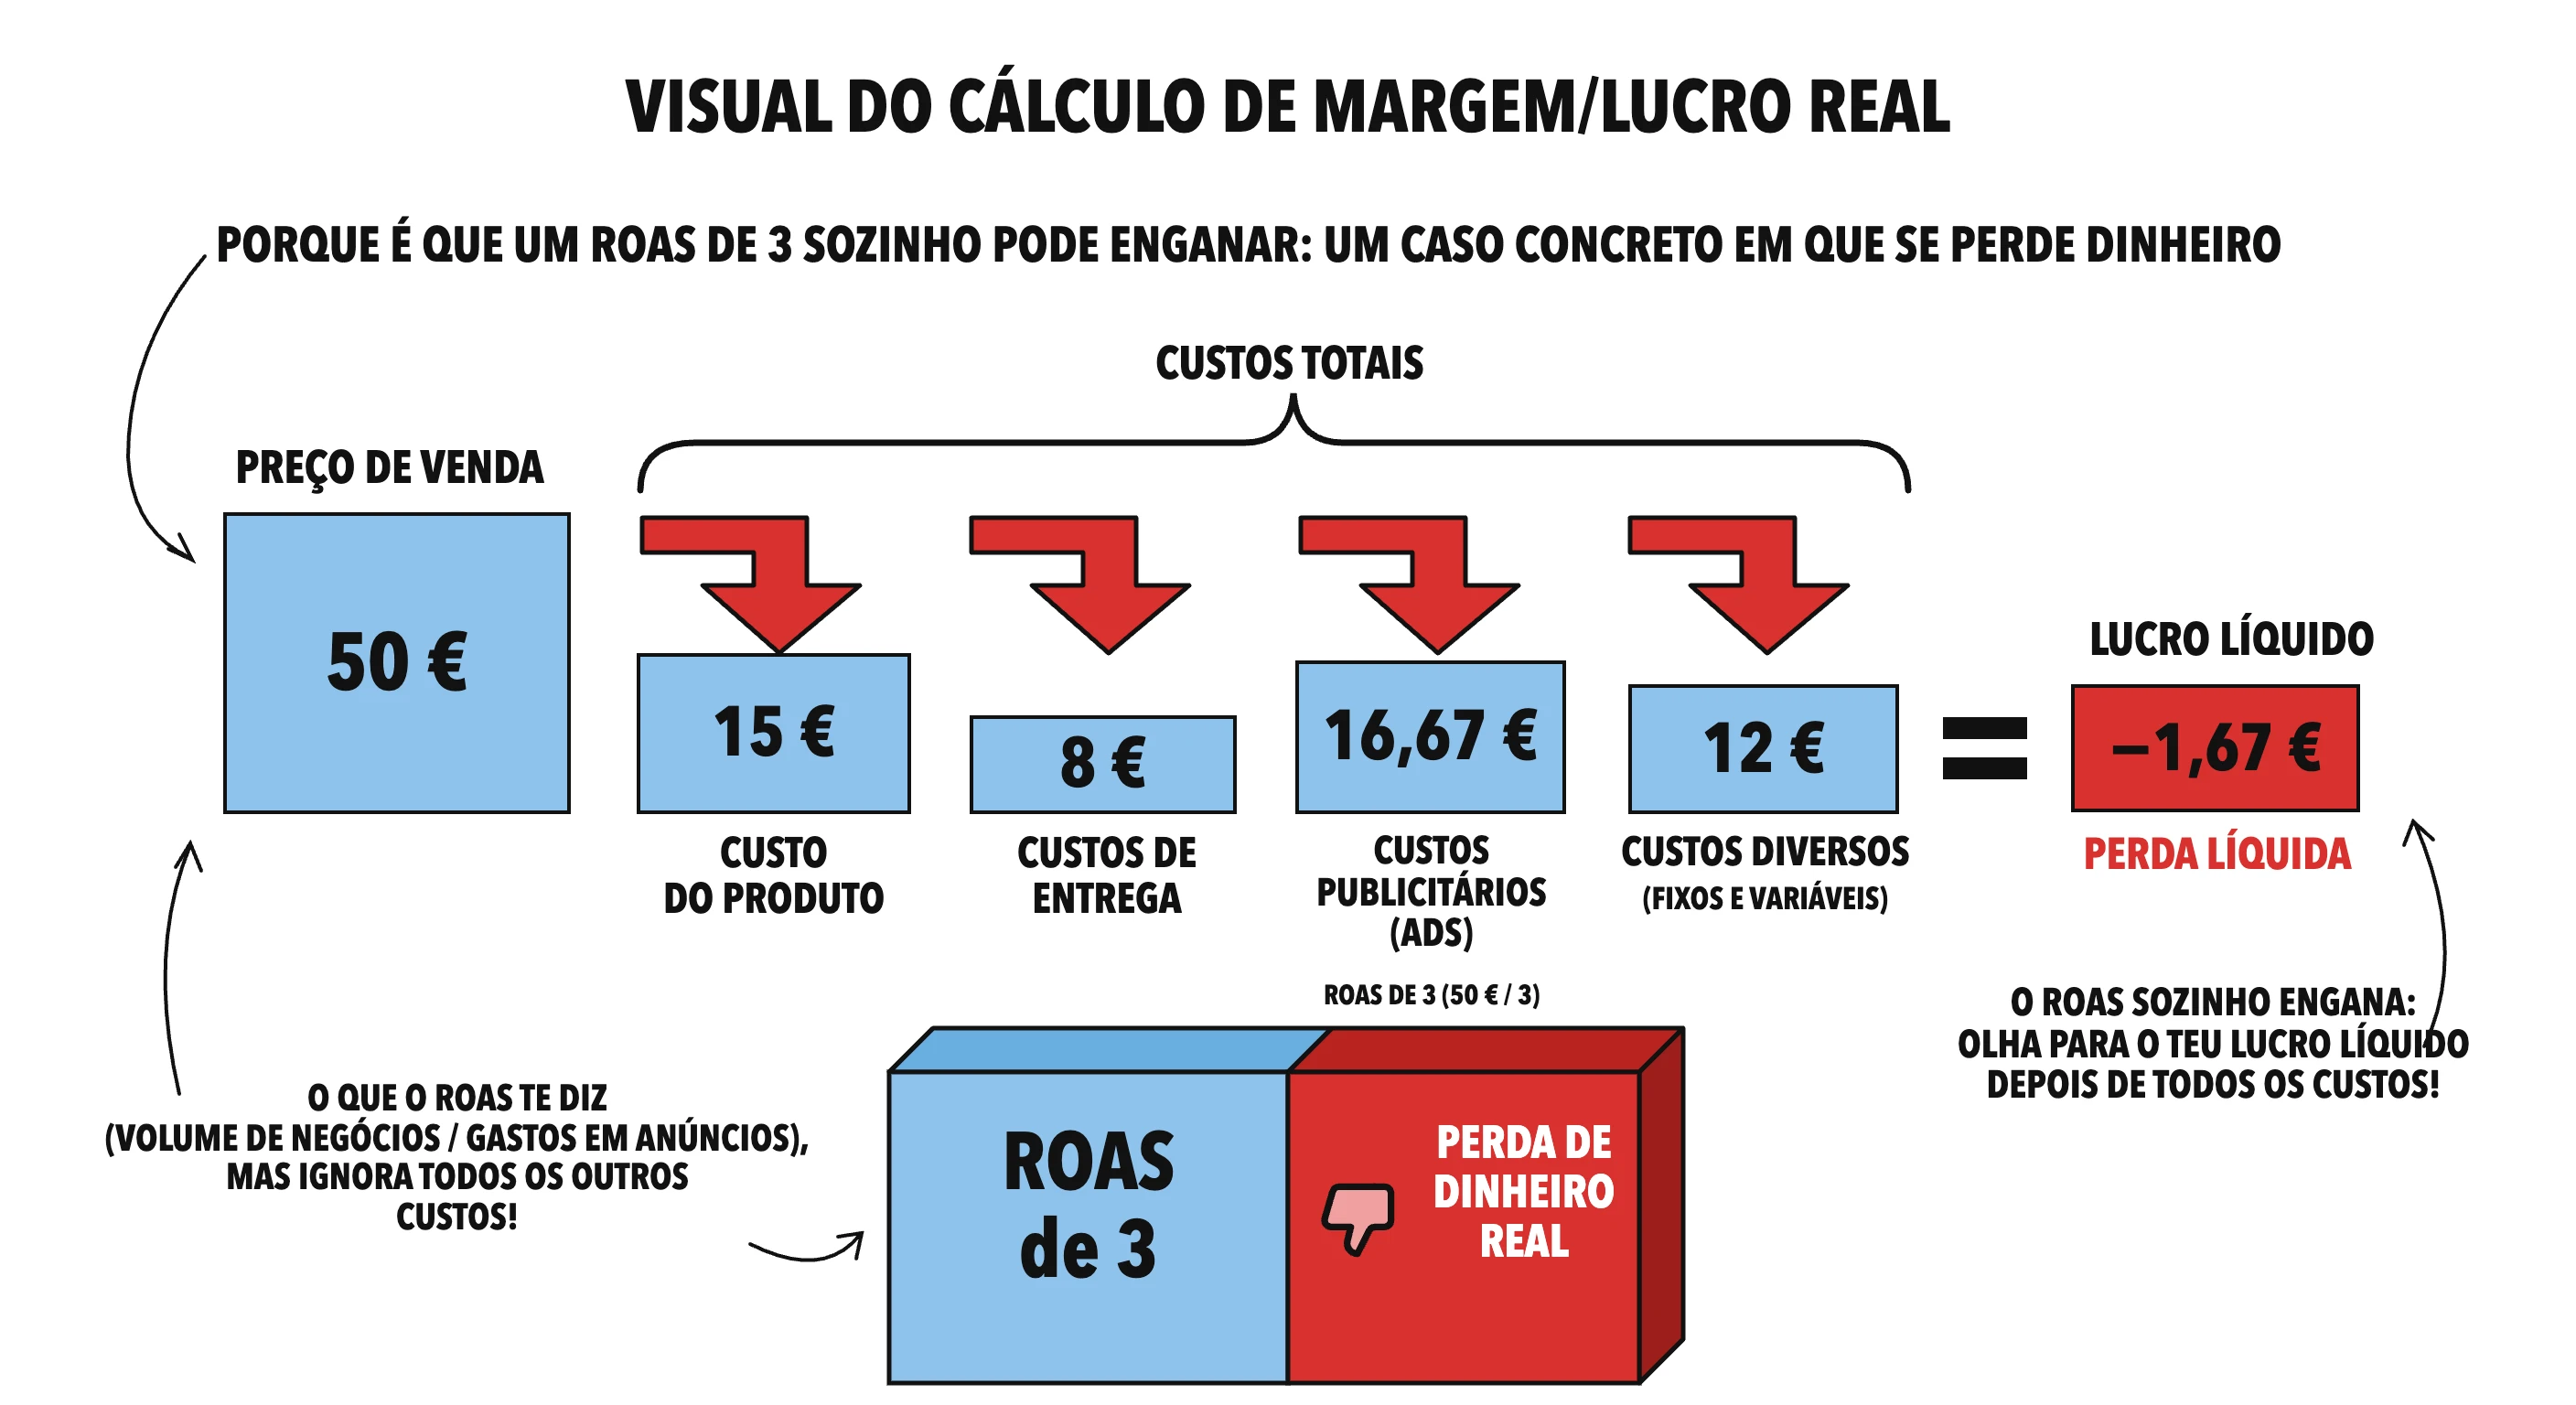 VISUAL DO CÁLCULO DE MARGEM/LUCRO REAL
PORQUE É QUE UM ROAS DE 3 SOZINHO PODE ENGANAR: UM CASO CONCRETO EM QUE SE PERDE DINHEIRO
CUSTOS TOTAIS
PREÇO DE VENDA
50 €
15 €
CUSTO
DO PRODUTO
8 €
CUSTOS DE
ENTREGA
16,67 €
CUSTOS
PUBLICITÁRIOS
(ADS)
ROAS DE 3 (50 € / 3)
12 €
CUSTOS DIVERSOS
(FIXOS E VARIÁVEIS)
=
LUCRO LÍQUIDO
–1,67 €
PERDA LÍQUIDA
O ROAS SOZINHO ENGANA:
OLHA PARA O TEU LUCRO LÍQUIDO
DEPOIS DE TODOS OS CUSTOS!
O QUE O ROAS TE DIZ
(VOLUME DE NEGÓCIOS / GASTOS EM ANÚNCIOS),
MAS IGNORA TODOS OS OUTROS
CUSTOS!
ROAS
de 3
PERDA DE
DINHEIRO
REAL